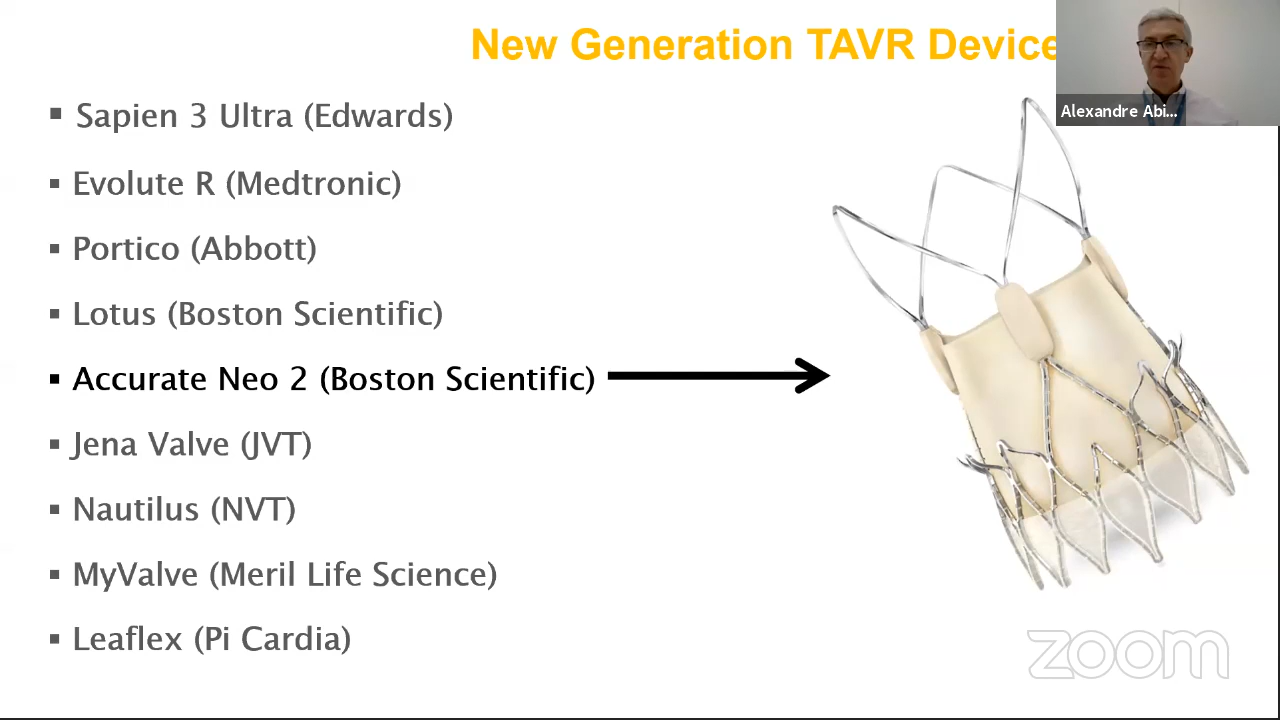 New Generation TAVR Device
Alexandre Abi...
▪ Sapien 3 Ultra (Edwards)
▪ Evolute R (Medtronic)
▪ Portico (Abbott)
▪ Lotus (Boston Scientific)
▪ Accurate Neo 2 (Boston Scientific)
▪ Jena Valve (JVT)
▪ Nautilus (NVT)
▪ MyValve (Meril Life Science)
▪ Leaflex (Pi Cardia)
zoom